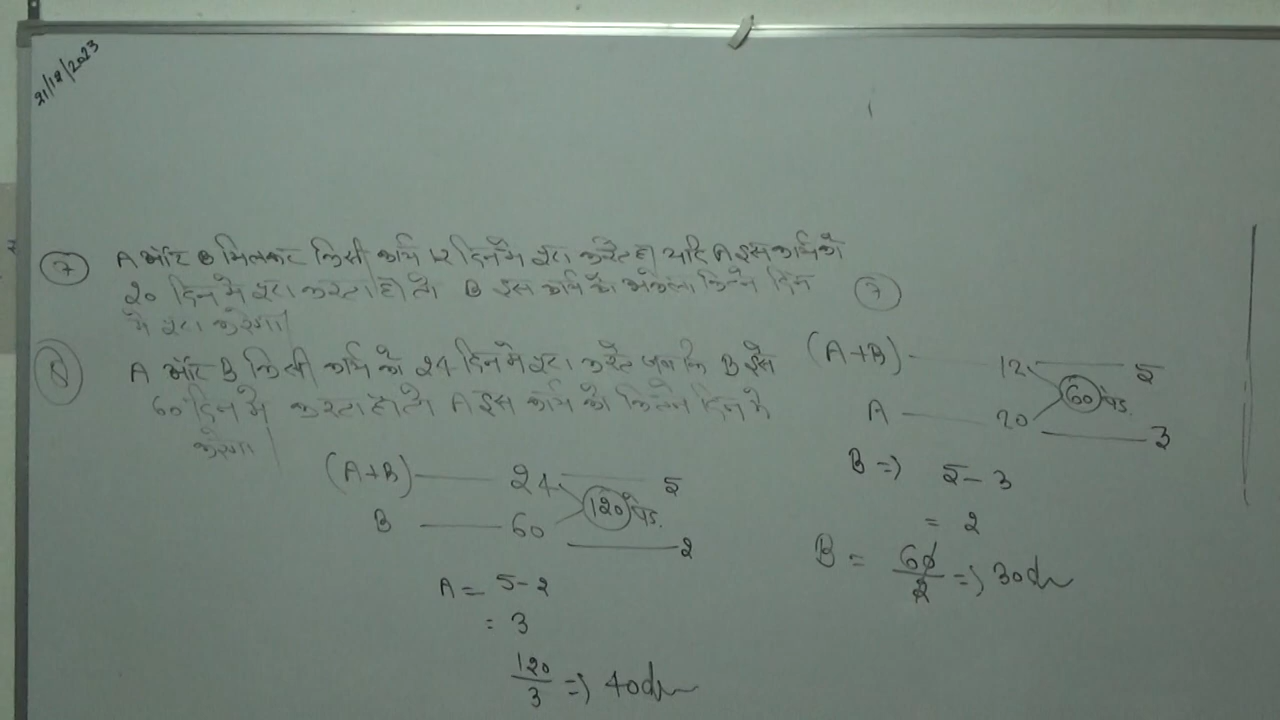 21/12/2023
7 A और B मिलकर किसी कार्य 12 दिन में पूरा करते है यदि A इस कार्य को
20 दिन में पूरा करता हो तो B इस कार्य को अकेला कितने दिन
में पूरा करेगा।
8 A और B किसी कार्य को 24 दिन में पूरा करते जब कि B इसे
60 दिन में करता हो तो A इस कार्य को कितने दिन में
करेगा।
(A+B) 24 5
120 पं.
B 60 2
A = 5-2
= 3
120/3 => 40
7
(A+B) 12 5
60 पं.
A 20 3
B => 5-3
= 2
B = 60/2 => 30